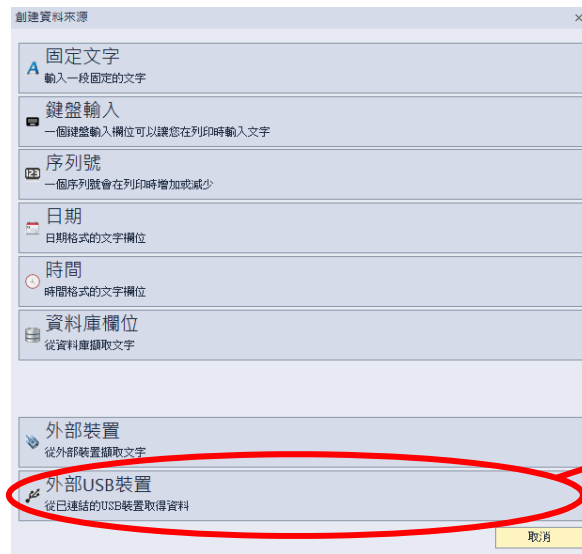 創建資料來源
固定文字
輸入一段固定的文字
鍵盤輸入
一個鍵盤輸入欄位可以讓您在列印時輸入文字
序列號
一個序列號會在列印時增加或減少
日期
日期格式的文字欄位
時間
時間格式的文字欄位
資料庫欄位
從資料庫擷取文字
外部裝置
從外部裝置擷取文字
外部USB裝置
從已連結的USB裝置取得資料
取消